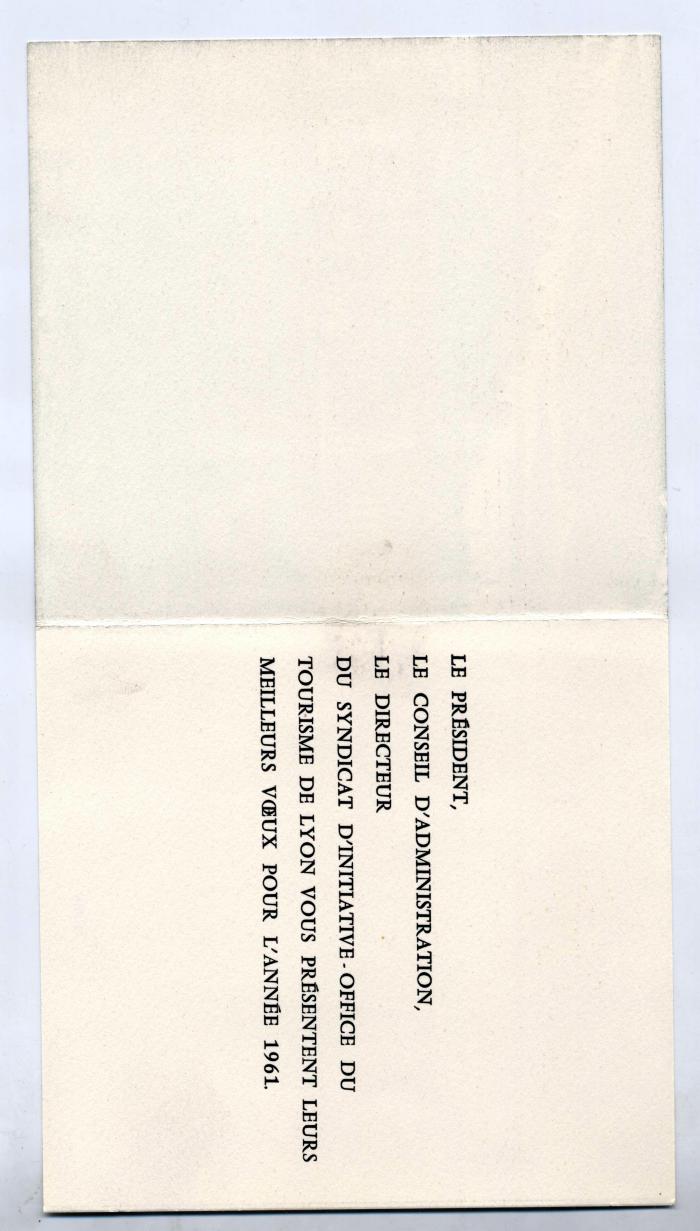 LE PRÉSIDENT,
LE CONSEIL D'ADMINISTRATION,
LE DIRECTEUR
DU SYNDICAT D'INITIATIVE-OFFICE DU
TOURISME DE LYON VOUS PRÉSENTENT LEURS
MEILLEURS VŒUX POUR L'ANNÉE 1961.